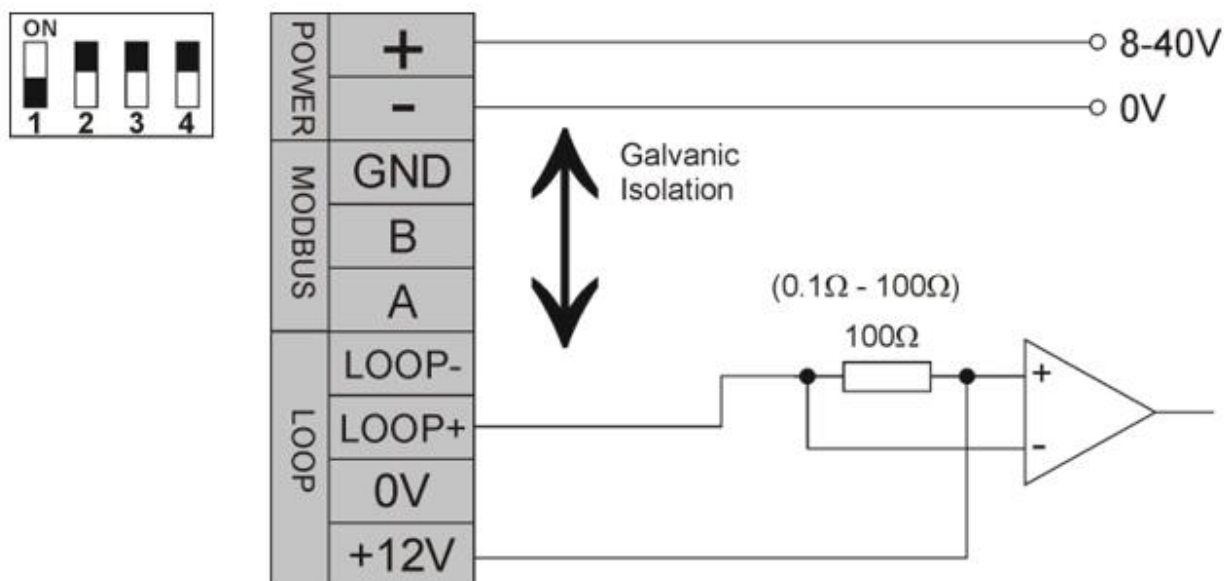 ON
1 2 3 4
POWER
+
-
MODBUS
GND
B
A
LOOP
LOOP-
LOOP+
0V
+12V
8-40V
0V
Galvanic
Isolation
(0.1Ω - 100Ω)
100Ω
+
-